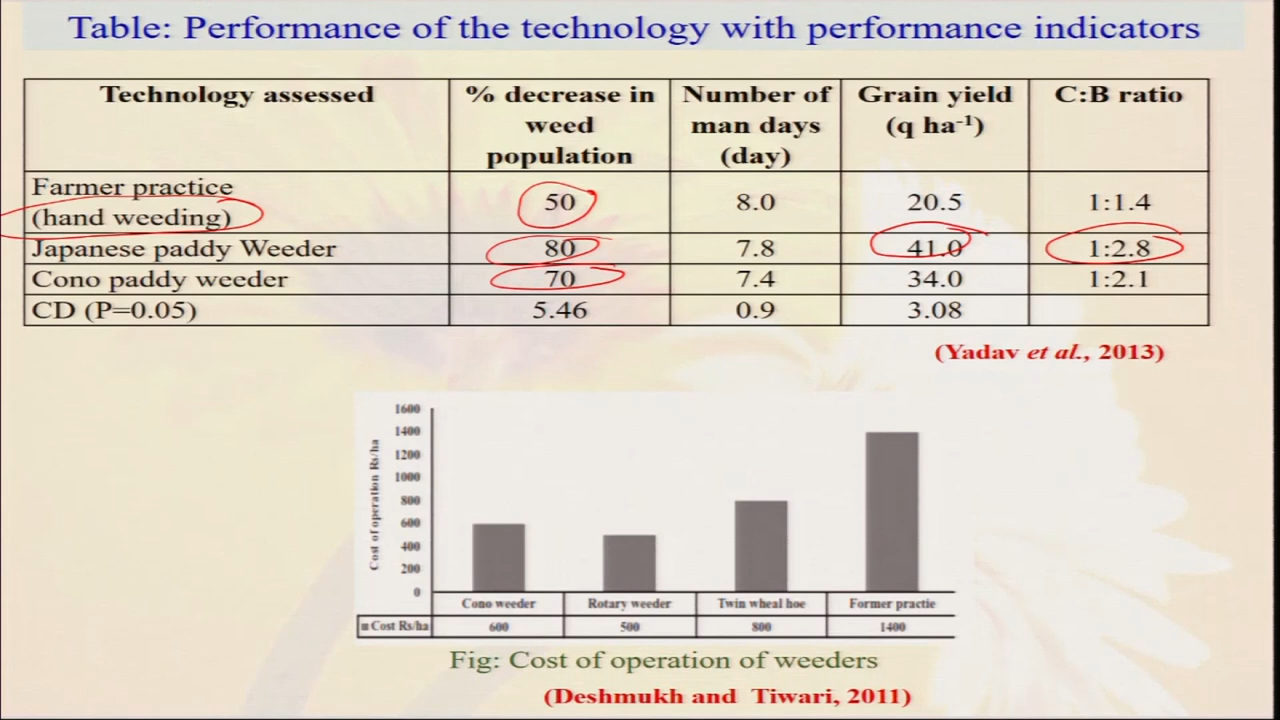 Table: Performance of the technology with performance indicators
Technology assessed % decrease in weed population Number of man days (day) Grain yield (q ha⁻¹) C:B ratio
Farmer practice (hand weeding) 50 8.0 20.5 1:1.4
Japanese paddy Weeder 80 7.8 41.0 1:2.8
Cono paddy weeder 70 7.4 34.0 1:2.1
CD (P=0.05) 5.46 0.9 3.08
(Yadav et al., 2013)
Cost of operation Rs/ha
1600
1400
1200
1000
800
600
400
200
0
Cono weeder Rotary weeder Twin wheal hoe Former practie
Cost Rs/ha 600 500 800 1400
Fig: Cost of operation of weeders
(Deshmukh and Tiwari, 2011)